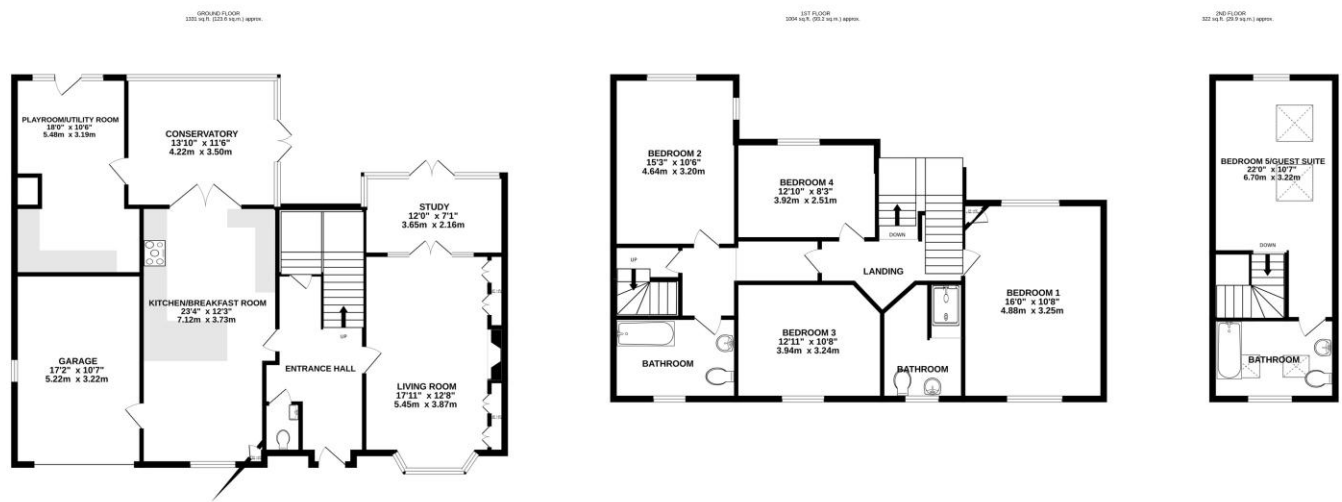 GROUND FLOOR
1331 sq.ft. (123.6 sq.m.) approx.
PLAYROOM/UTILITY ROOM
18'0" x 10'6"
5.48m x 3.19m
CONSERVATORY
13'10" x 11'6"
4.22m x 3.50m
STUDY
12'0" x 7'1"
3.65m x 2.16m
KITCHEN/BREAKFAST ROOM
23'4" x 12'3"
7.12m x 3.73m
UP
GARAGE
17'2" x 10'7"
5.22m x 3.22m
ENTRANCE HALL
LIVING ROOM
17'11" x 12'8"
5.45m x 3.87m
1ST FLOOR
1004 sq.ft. (93.2 sq.m.) approx.
BEDROOM 2
15'3" x 10'6"
4.64m x 3.20m
BEDROOM 4
12'10" x 8'3"
3.92m x 2.51m
DOWN
UP
LANDING
BEDROOM 1
16'0" x 10'8"
4.88m x 3.25m
BEDROOM 3
12'11" x 10'8"
3.94m x 3.24m
BATHROOM
BATHROOM
2ND FLOOR
322 sq.ft. (29.9 sq.m.) approx.
BEDROOM 5/GUEST SUITE
22'0" x 10'7"
6.70m x 3.22m
DOWN
BATHROOM